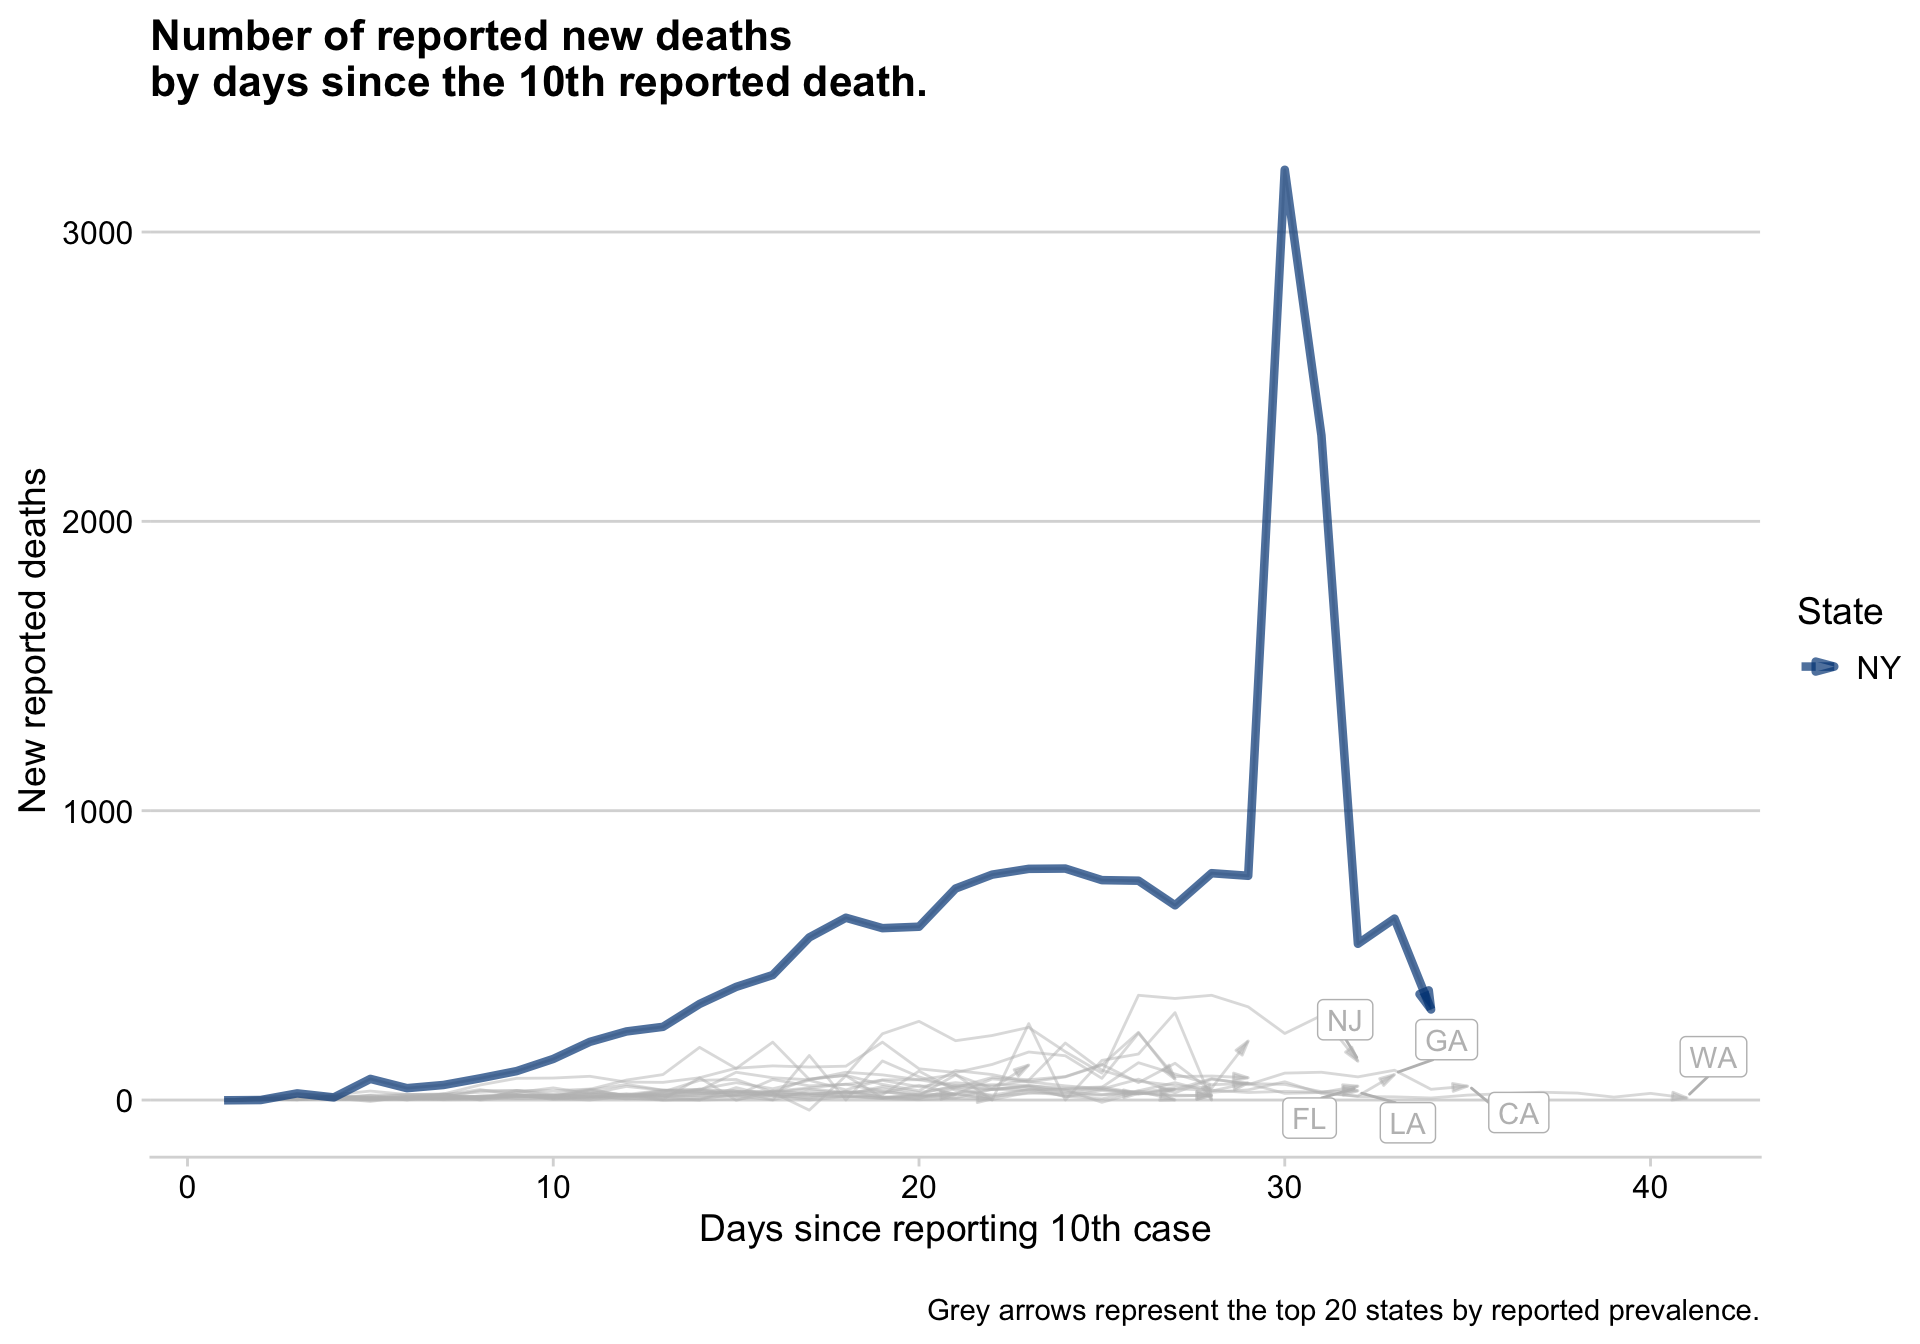 Number of reported new deaths
by days since the 10th reported death.
New reported deaths
3000
2000
1000
0
0
10
20
30
40
Days since reporting 10th case
NJ
GA
WA
FL
LA
CA
State
NY
Grey arrows represent the top 20 states by reported prevalence.